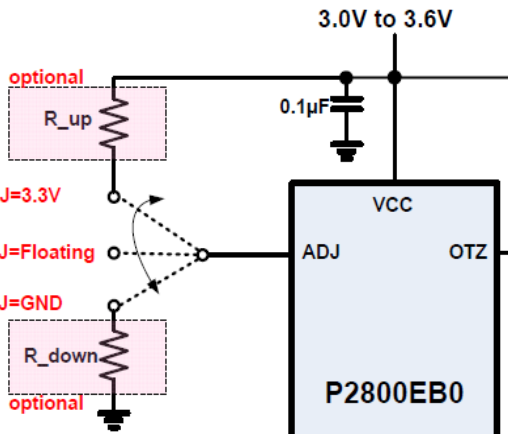 3.0V to 3.6V
optional
R_up
0.1µF
J=3.3V
VCC
J=Floating
ADJ
OTZ
J=GND
R_down
P2800EB0
optional